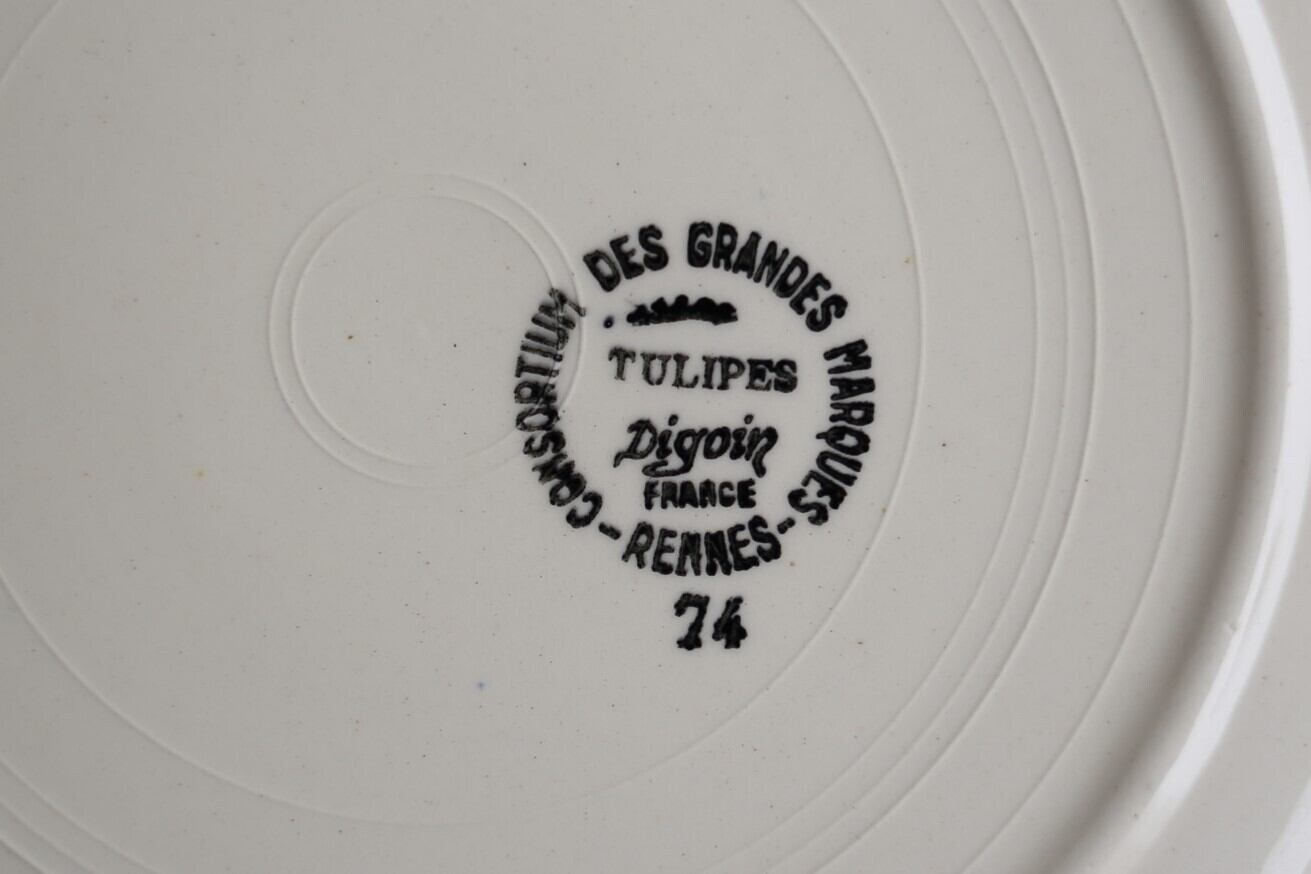 CONSORTIUM DES GRANDES MARQUES
- RENNES -
TULIPES
Digoin
FRANCE
74